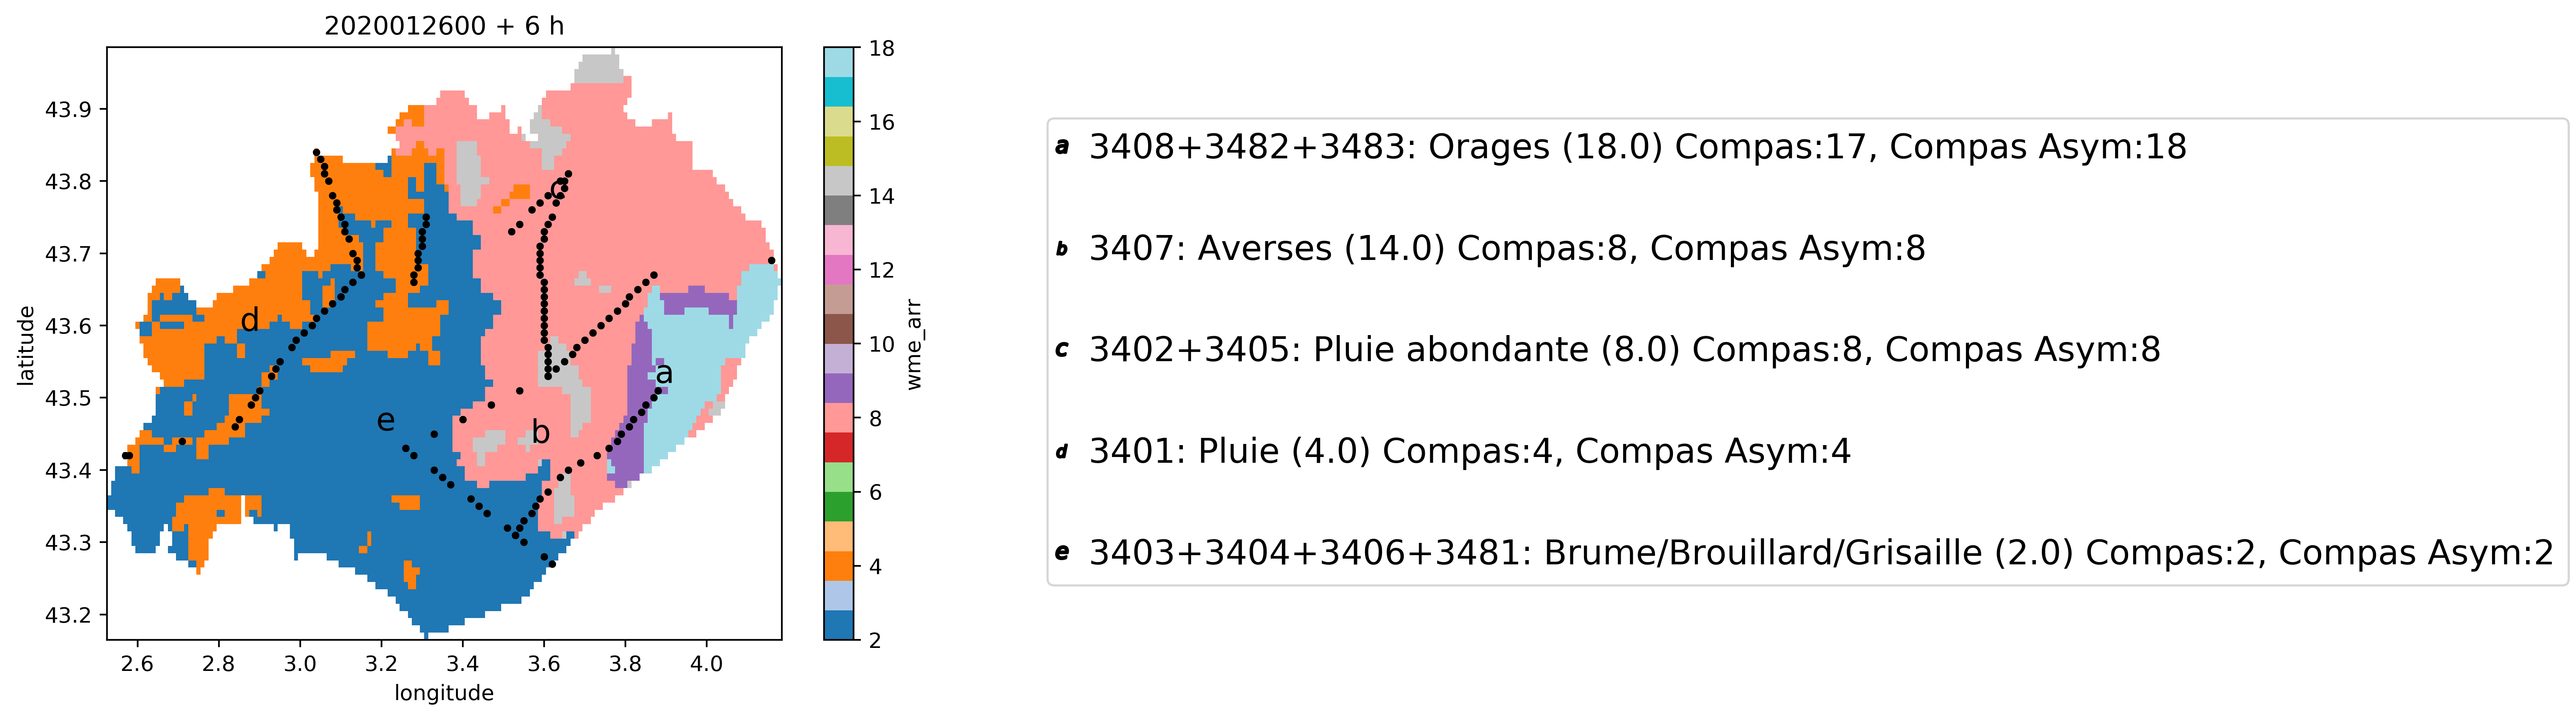 2020012600 + 6 h
43.9
43.8
43.7
43.6
43.5
43.4
43.3
43.2
latitude
2.6 2.8 3.0 3.2 3.4 3.6 3.8 4.0
longitude
c
d
a
e
b
18
16
14
12
10
8
6
4
2
wme_arr
a 3408+3482+3483: Orages (18.0) Compas:17, Compas Asym:18
b 3407: Averses (14.0) Compas:8, Compas Asym:8
c 3402+3405: Pluie abondante (8.0) Compas:8, Compas Asym:8
d 3401: Pluie (4.0) Compas:4, Compas Asym:4
e 3403+3404+3406+3481: Brume/Brouillard/Grisaille (2.0) Compas:2, Compas Asym:2